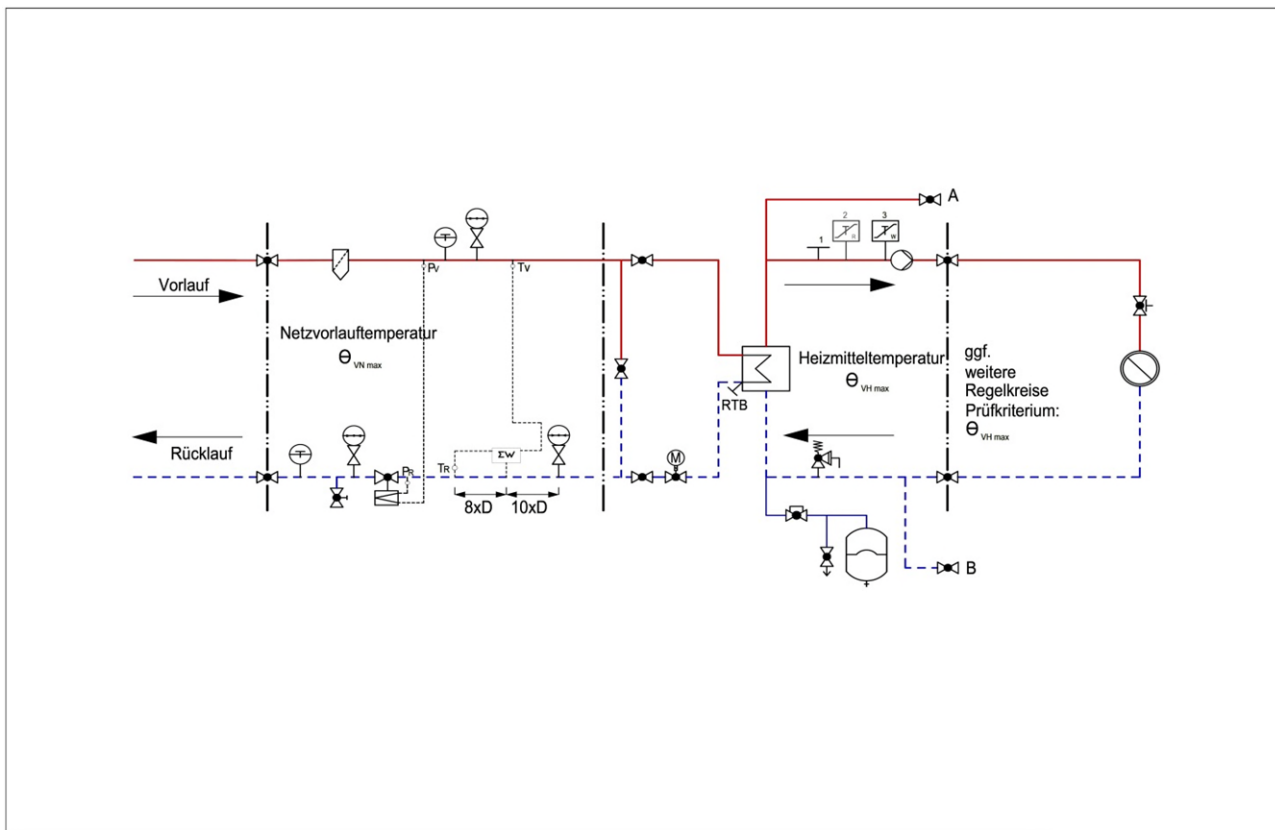 A
1
2
R
3
W
PV
TV
Vorlauf
Netzvorlauftemperatur
Θ VN max
Heizmitteltemperatur
Θ VH max
ggf.
weitere
Regelkreise
Prüfkriterium:
Θ VH max
RTB
Rücklauf
PR
TR
ΣW
M
8xD
10xD
B